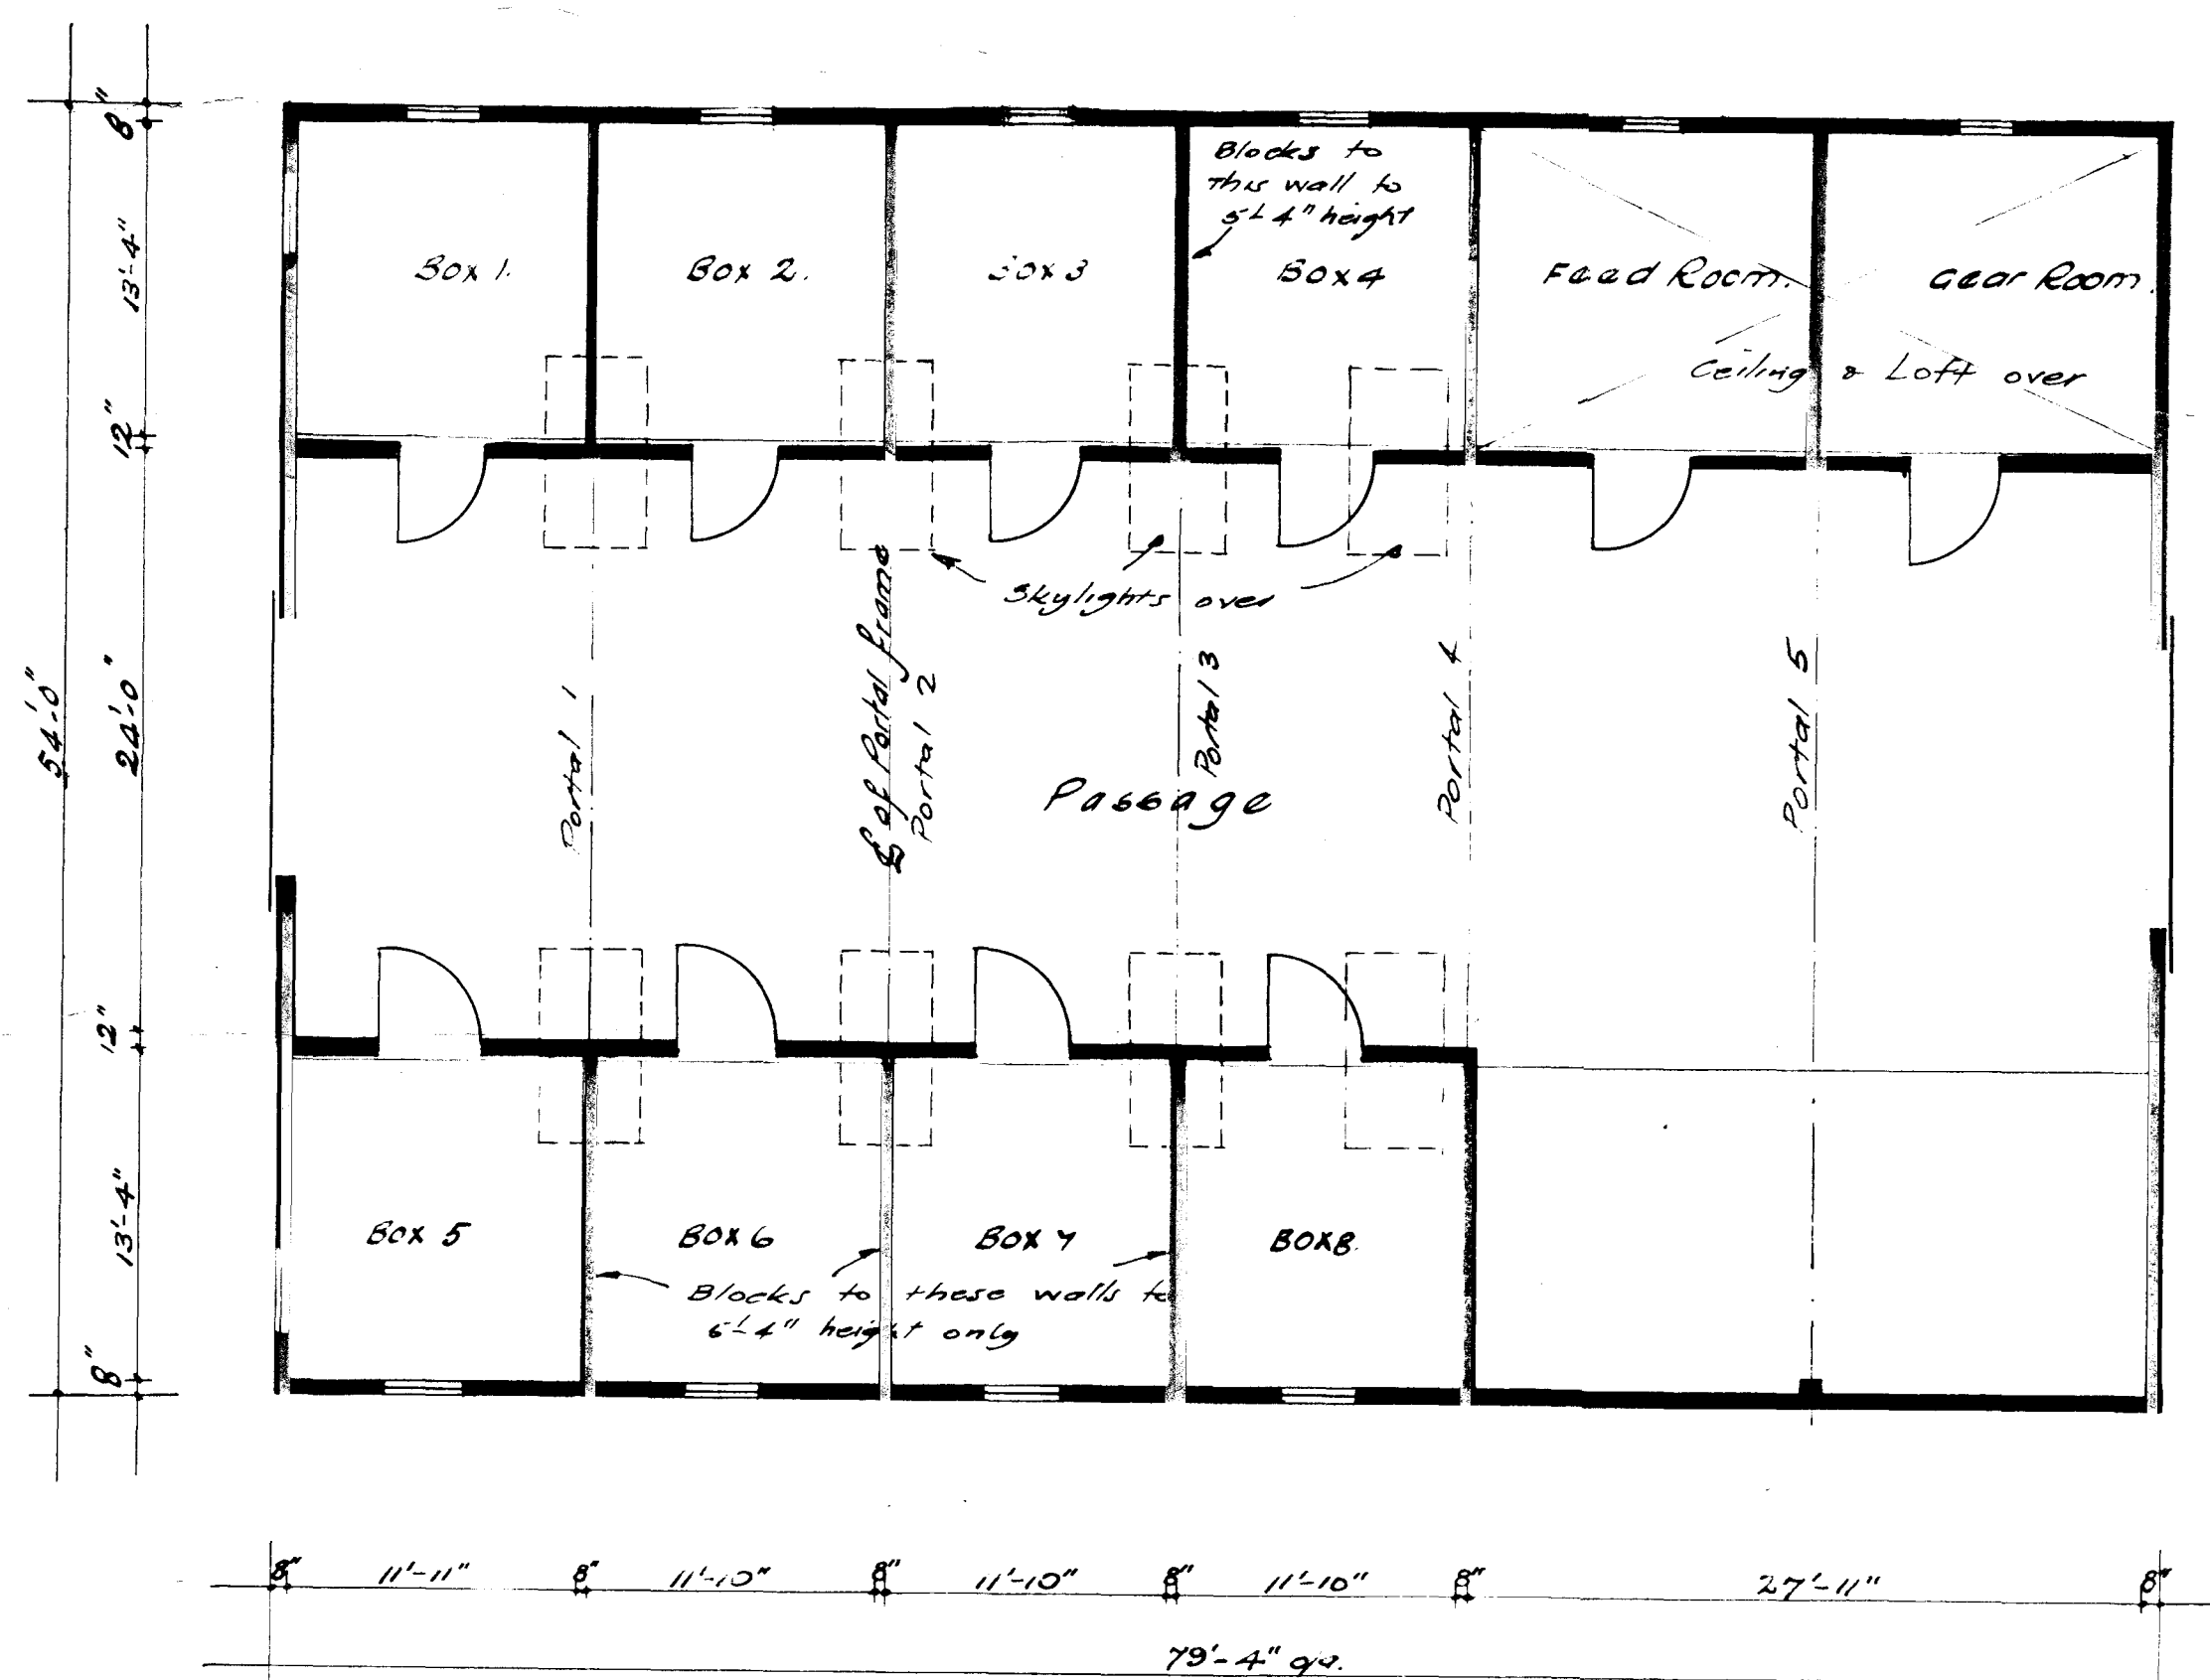 8"
13'-4"
12"
24'-0"
12"
13'-4"
8"
54'-0"
Box 1.
Box 2.
Box 3
Blocks to
this wall to
5'-4" height
Box 4
Feed Room.
Gear Room.
Ceiling & Loft over
Skylights over
Portal 1
℄ of Portal frame
Portal 2
Portal 3
Portal 4
Portal 5
Passage
Box 5
Box 6
Box 7
Box 8.
Blocks to these walls to
5'-4" height only
8" 11'-11" 8" 11'-10" 8" 11'-10" 8" 11'-10" 8" 27'-11" 8"
79'-4" o/a.